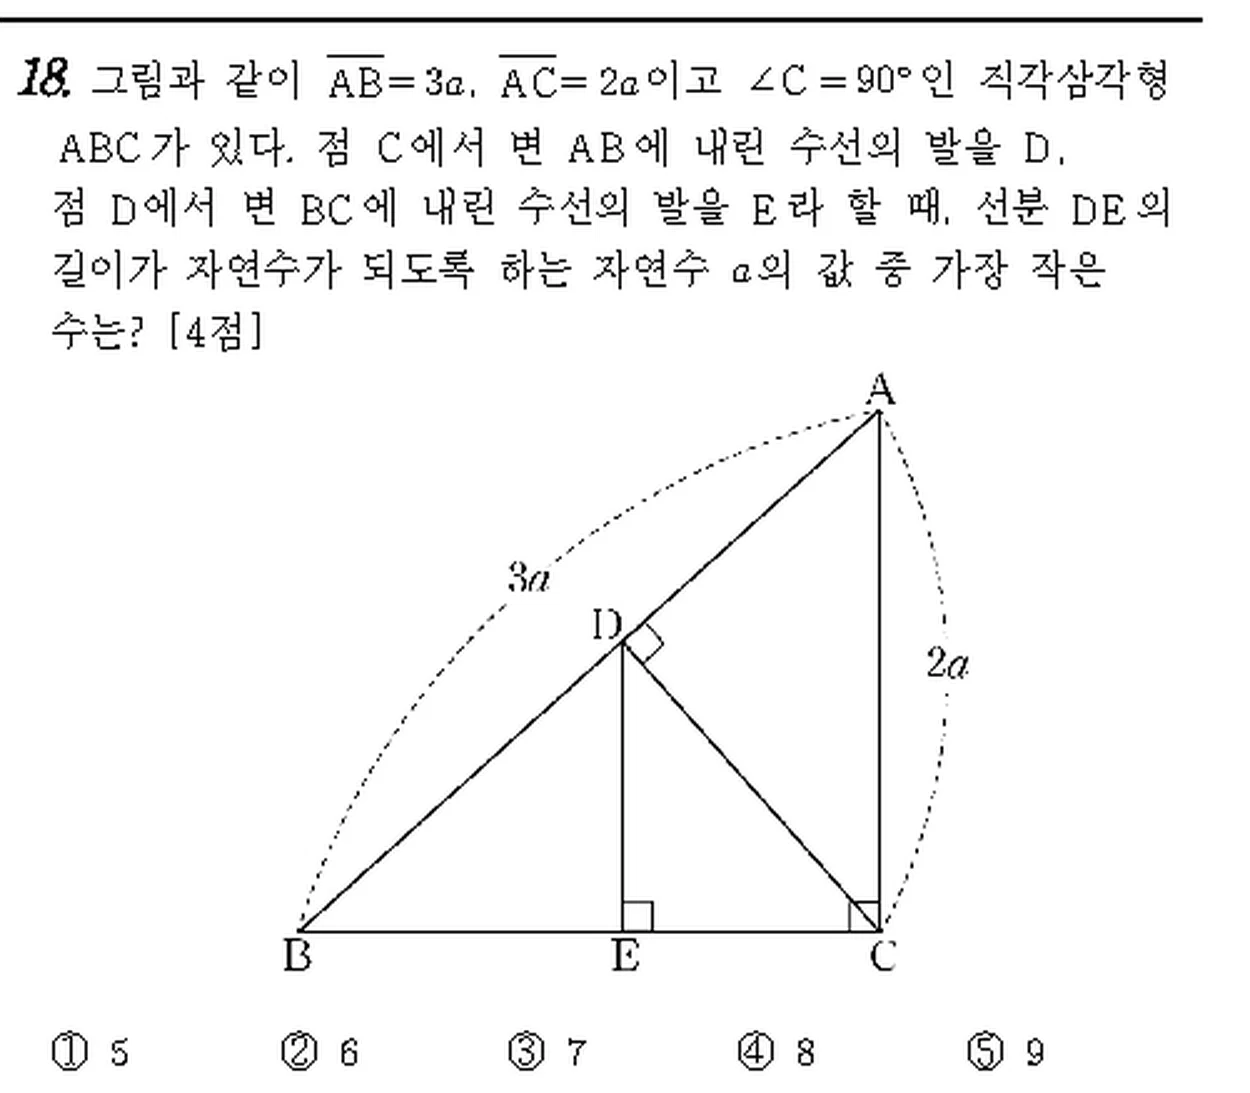 18. 그림과 같이 AB=3a, AC=2a이고 ∠C=90°인 직각삼각형
ABC가 있다. 점 C에서 변 AB에 내린 수선의 발을 D,
점 D에서 변 BC에 내린 수선의 발을 E라 할 때, 선분 DE의
길이가 자연수가 되도록 하는 자연수 a의 값 중 가장 작은
수는? [4점]
A
3a
D
2a
B
E
C
① 5 ② 6 ③ 7 ④ 8 ⑤ 9